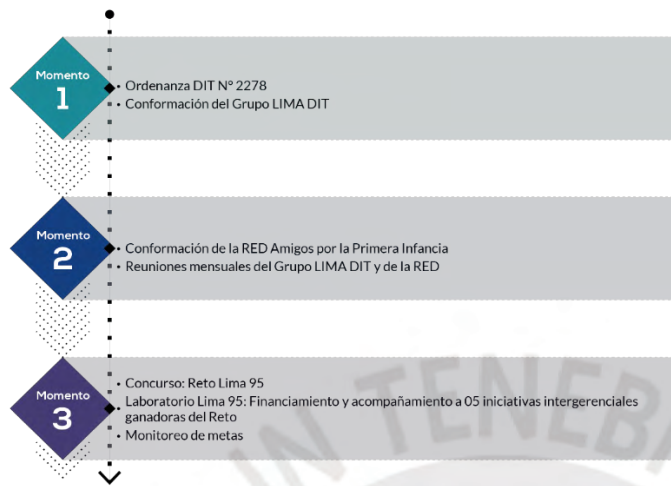 Momento
1
• Ordenanza DIT N° 2278
• Conformación del Grupo LIMA DIT
Momento
2
• Conformación de la RED Amigos por la Primera Infancia
• Reuniones mensuales del Grupo LIMA DIT y de la RED
Momento
3
• Concurso: Reto Lima 95
• Laboratorio Lima 95: Financiamiento y acompañamiento a 05 iniciativas intergerenciales
ganadoras del Reto
• Monitoreo de metas
IN TENEB